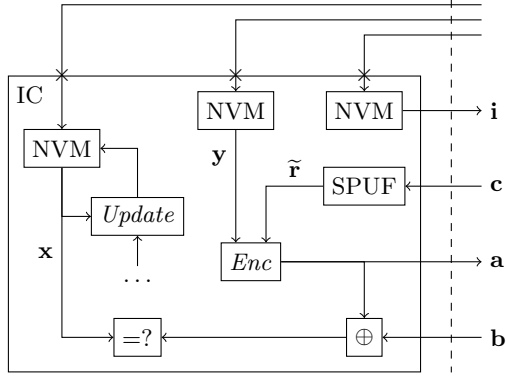 IC
NVM
NVM
i
NVM
y
r̃
SPUF
c
Update
x
Enc
a
...
=?
⊕
b